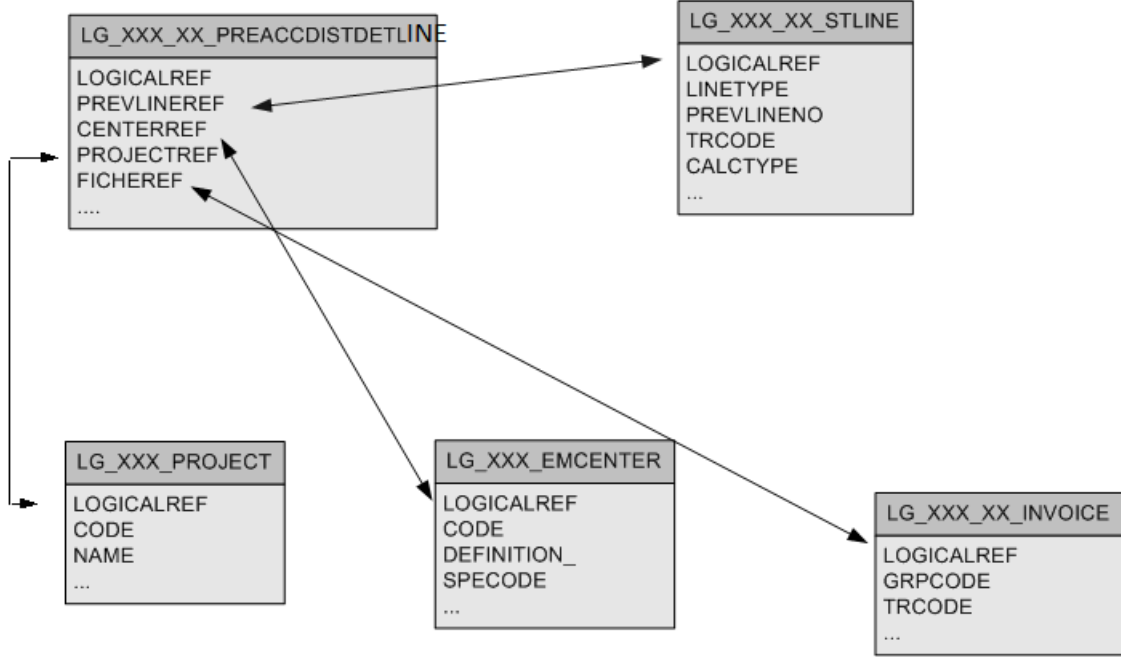 LG_XXX_XX_PREACCDISTDETLINE
LOGICALREF
PREVLINEREF
CENTERREF
PROJECTREF
FICHEREF
....
LG_XXX_XX_STLINE
LOGICALREF
LINETYPE
PREVLINENO
TRCODE
CALCTYPE
...
LG_XXX_PROJECT
LOGICALREF
CODE
NAME
...
LG_XXX_EMCENTER
LOGICALREF
CODE
DEFINITION_
SPECODE
...
LG_XXX_XX_INVOICE
LOGICALREF
GRPCODE
TRCODE
...